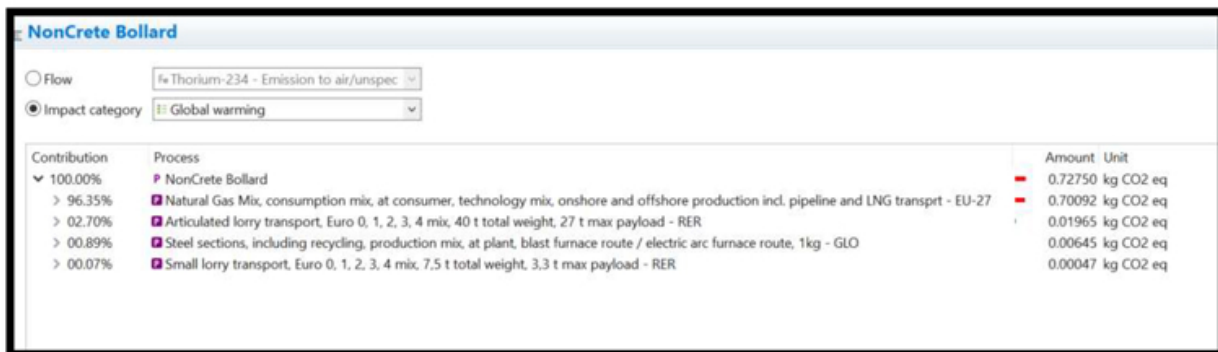 NonCrete Bollard
Flow Fe Thorium-234 - Emission to air/unspec
Impact category Global warming
Contribution Process Amount Unit
100.00% P NonCrete Bollard 0.72750 kg CO2 eq
96.35% P Natural Gas Mix, consumption mix, at consumer, technology mix, onshore and offshore production incl. pipeline and LNG transprt - EU-27 0.70092 kg CO2 eq
02.70% P Articulated lorry transport, Euro 0, 1, 2, 3, 4 mix, 40 t total weight, 27 t max payload - RER 0.01965 kg CO2 eq
00.89% P Steel sections, including recycling, production mix, at plant, blast furnace route / electric arc furnace route, 1kg - GLO 0.00645 kg CO2 eq
00.07% P Small lorry transport, Euro 0, 1, 2, 3, 4 mix, 7,5 t total weight, 3,3 t max payload - RER 0.00047 kg CO2 eq